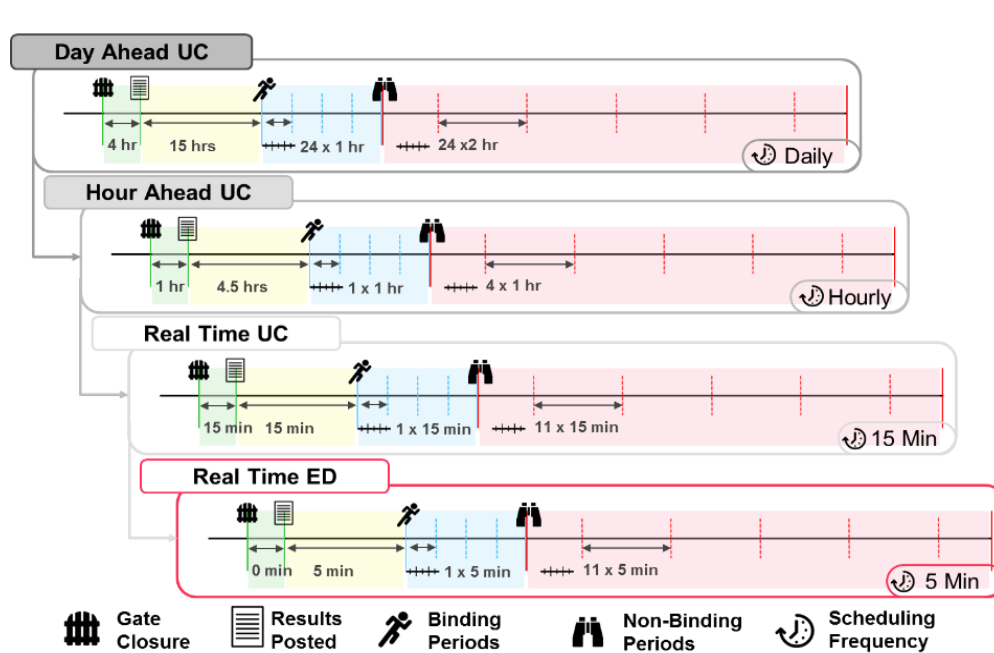 Day Ahead UC
4 hr
15 hrs
24 x 1 hr
24 x2 hr
Daily
Hour Ahead UC
1 hr
4.5 hrs
1 x 1 hr
4 x 1 hr
Hourly
Real Time UC
15 min
15 min
1 x 15 min
11 x 15 min
15 Min
Real Time ED
0 min
5 min
1 x 5 min
11 x 5 min
5 Min
Gate
Closure
Results
Posted
Binding
Periods
Non-Binding
Periods
Scheduling
Frequency